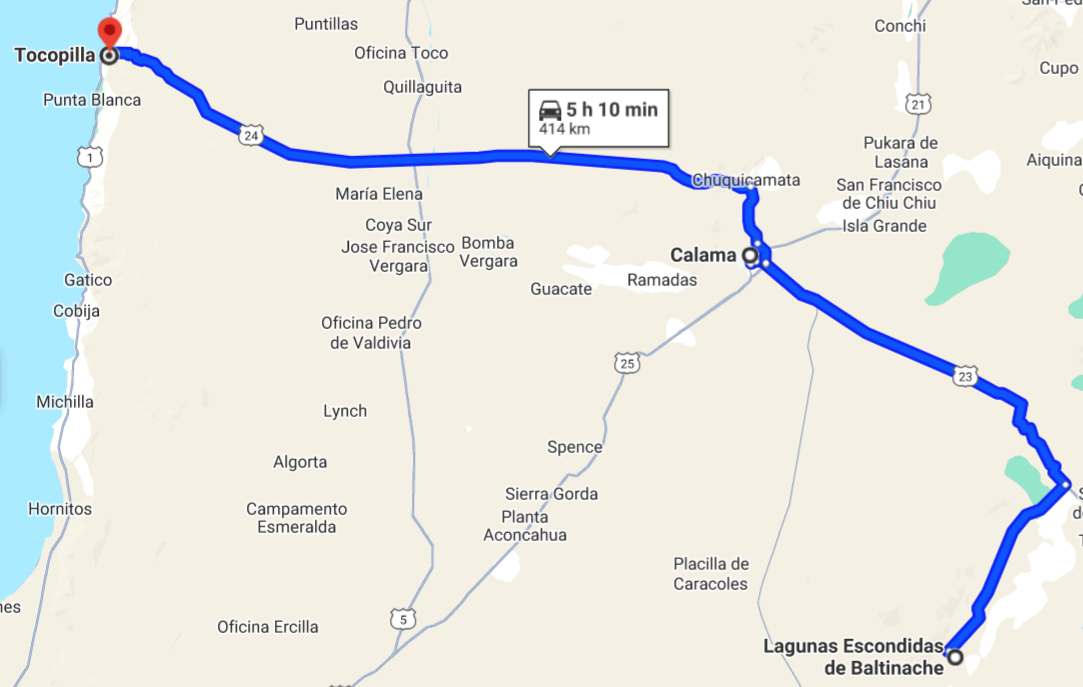 San Pedro
Puntillas
Conchi
Oficina Toco
Tocopilla
Cupo
Quillaguita
Punta Blanca
5 h 10 min
414 km
21
24
1
Pukara de
Lasana
Aiquina
Chuquicamata
María Elena
San Francisco
de Chiu Chiu
Coya Sur
Isla Grande
Jose Francisco
Vergara
Bomba
Vergara
Calama
Gatico
Ramadas
Guacate
Cobija
Oficina Pedro
de Valdivia
25
23
Michilla
Lynch
Spence
Algorta
Sierra Gorda
Hornitos
Campamento
Esmeralda
Planta
Aconcahua
Placilla de
Caracoles
nes
5
Oficina Ercilla
Lagunas Escondidas
de Baltinache